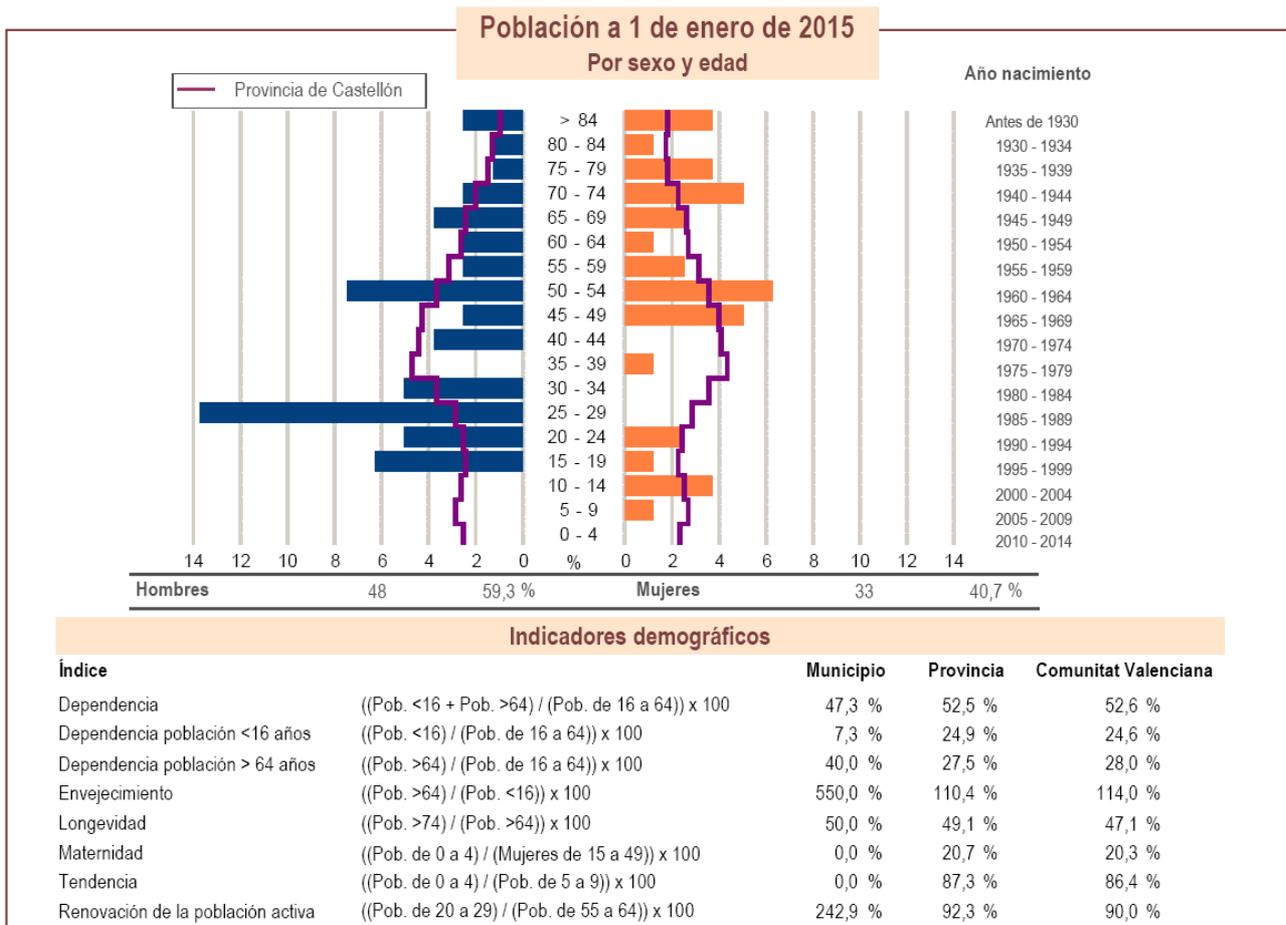 Población a 1 de enero de 2015
Por sexo y edad
Año nacimiento
Provincia de Castellón
> 84 Antes de 1930
80 - 84 1930 - 1934
75 - 79 1935 - 1939
70 - 74 1940 - 1944
65 - 69 1945 - 1949
60 - 64 1950 - 1954
55 - 59 1955 - 1959
50 - 54 1960 - 1964
45 - 49 1965 - 1969
40 - 44 1970 - 1974
35 - 39 1975 - 1979
30 - 34 1980 - 1984
25 - 29 1985 - 1989
20 - 24 1990 - 1994
15 - 19 1995 - 1999
10 - 14 2000 - 2004
5 - 9 2005 - 2009
0 - 4 2010 - 2014
14 12 10 8 6 4 2 0 % 0 2 4 6 8 10 12 14
Hombres 48 59,3 % Mujeres 33 40,7 %
Indicadores demográficos
Índice Municipio Provincia Comunitat Valenciana
Dependencia ((Pob. <16 + Pob. >64) / (Pob. de 16 a 64)) x 100 47,3 % 52,5 % 52,6 %
Dependencia población <16 años ((Pob. <16) / (Pob. de 16 a 64)) x 100 7,3 % 24,9 % 24,6 %
Dependencia población > 64 años ((Pob. >64) / (Pob. de 16 a 64)) x 100 40,0 % 27,5 % 28,0 %
Envejecimiento ((Pob. >64) / (Pob. <16)) x 100 550,0 % 110,4 % 114,0 %
Longevidad ((Pob. >74) / (Pob. >64)) x 100 50,0 % 49,1 % 47,1 %
Maternidad ((Pob. de 0 a 4) / (Mujeres de 15 a 49)) x 100 0,0 % 20,7 % 20,3 %
Tendencia ((Pob. de 0 a 4) / (Pob. de 5 a 9)) x 100 0,0 % 87,3 % 86,4 %
Renovación de la población activa ((Pob. de 20 a 29) / (Pob. de 55 a 64)) x 100 242,9 % 92,3 % 90,0 %